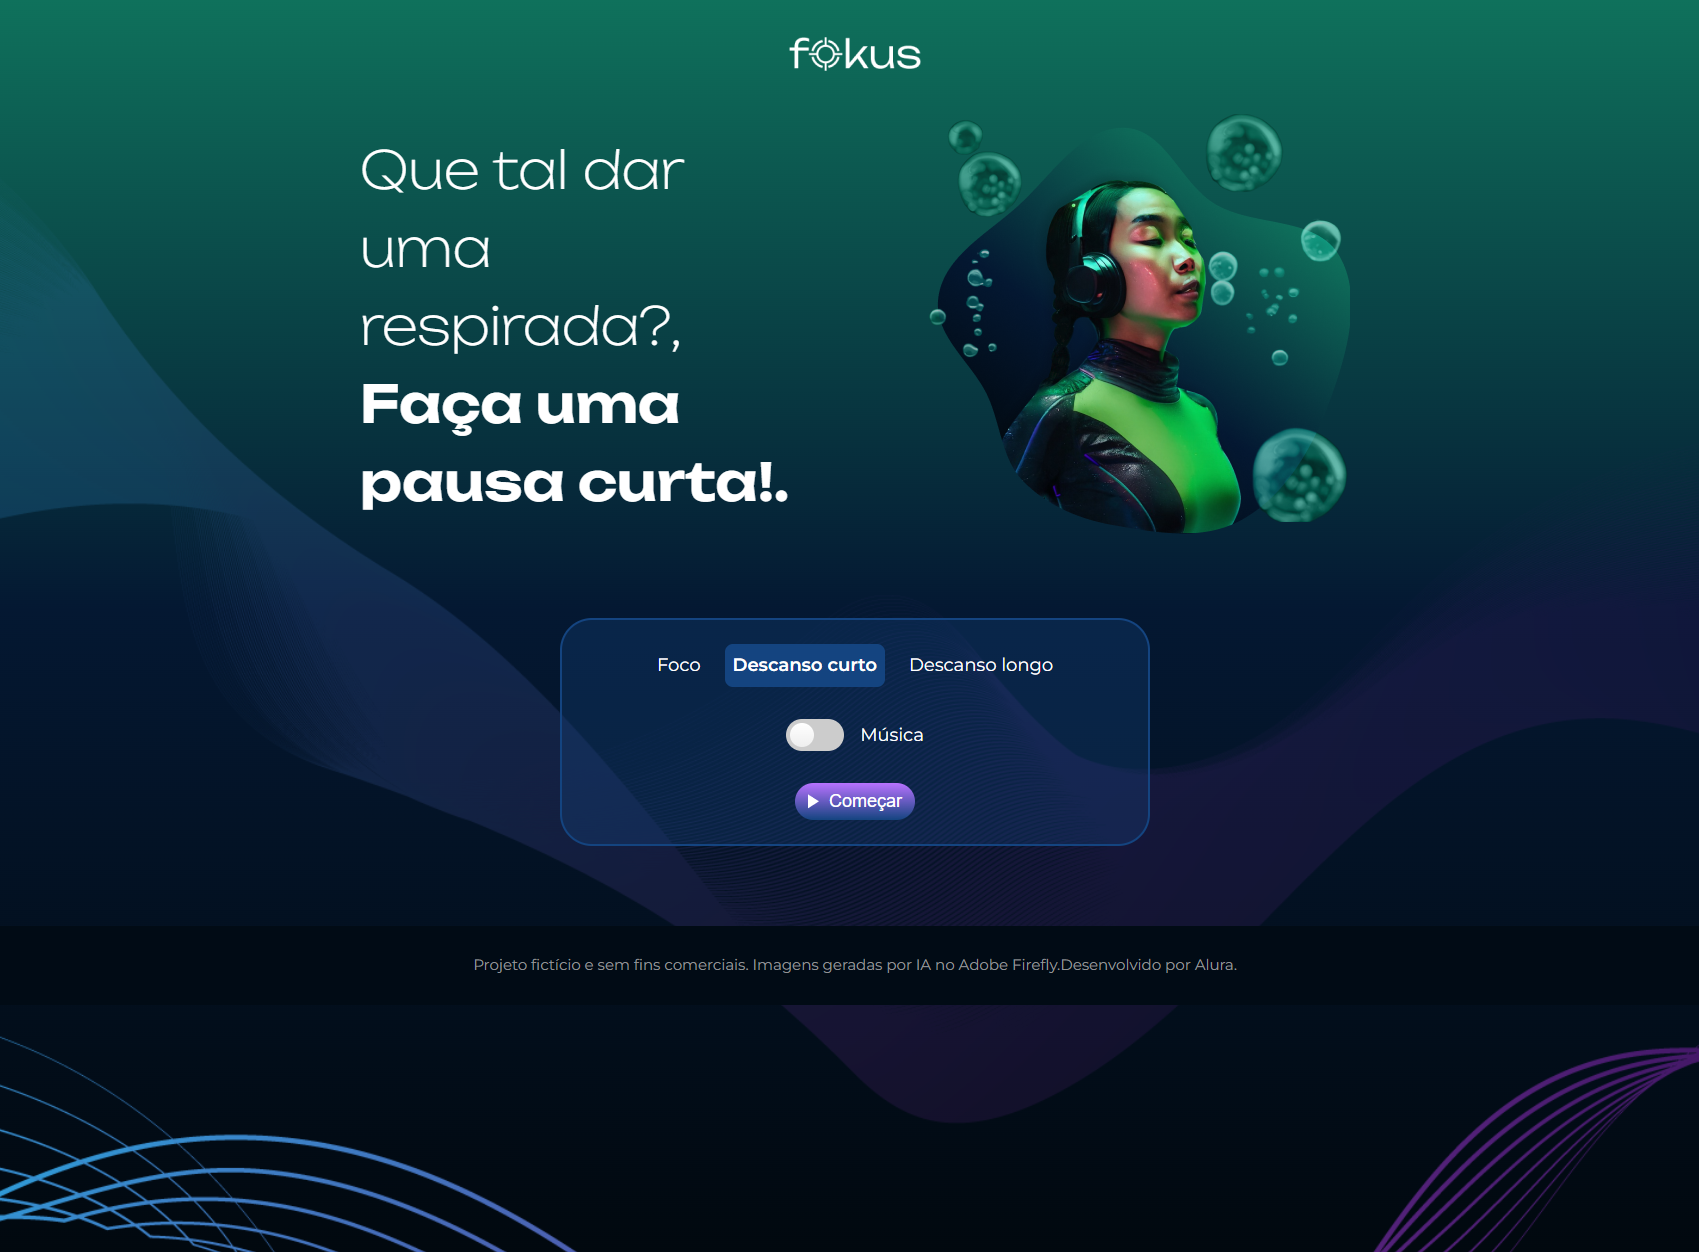 fokus
Que tal dar
uma
respirada?,
Faça uma
pausa curta!.
Foco
Descanso curto
Descanso longo
Música
Começar
Projeto fictício e sem fins comerciais. Imagens geradas por IA no Adobe Firefly.Desenvolvido por Alura.